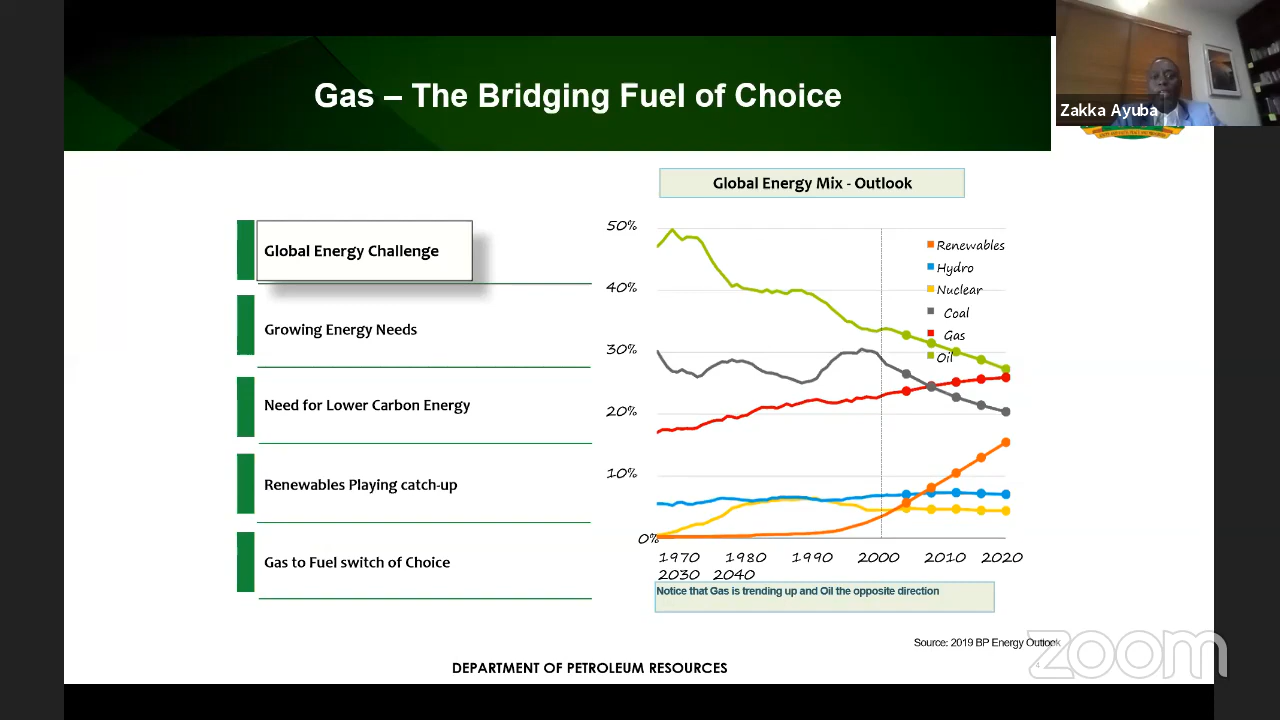 Gas – The Bridging Fuel of Choice
Zakka Ayuba
Global Energy Challenge
Growing Energy Needs
Need for Lower Carbon Energy
Renewables Playing catch-up
Gas to Fuel switch of Choice
Global Energy Mix - Outlook
50%
40%
30%
20%
10%
0%
Renewables
Hydro
Nuclear
Coal
Gas
Oil
1970 1980 1990 2000 2010 2020
2030 2040
Notice that Gas is trending up and Oil the opposite direction
Source: 2019 BP Energy Outlook
4
DEPARTMENT OF PETROLEUM RESOURCES
zoom